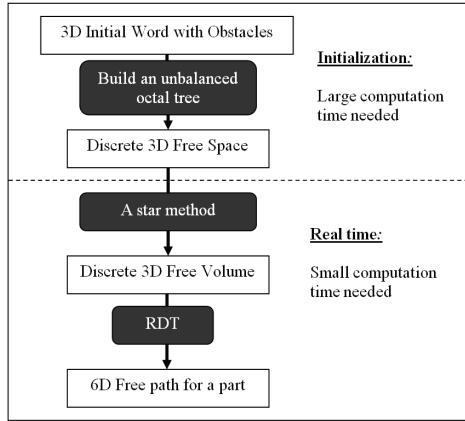 3D Initial Word with Obstacles
Initialization:
Build an unbalanced
octal tree
Large computation
time needed
Discrete 3D Free Space
A star method
Real time:
Discrete 3D Free Volume
Small computation
time needed
RDT
6D Free path for a part